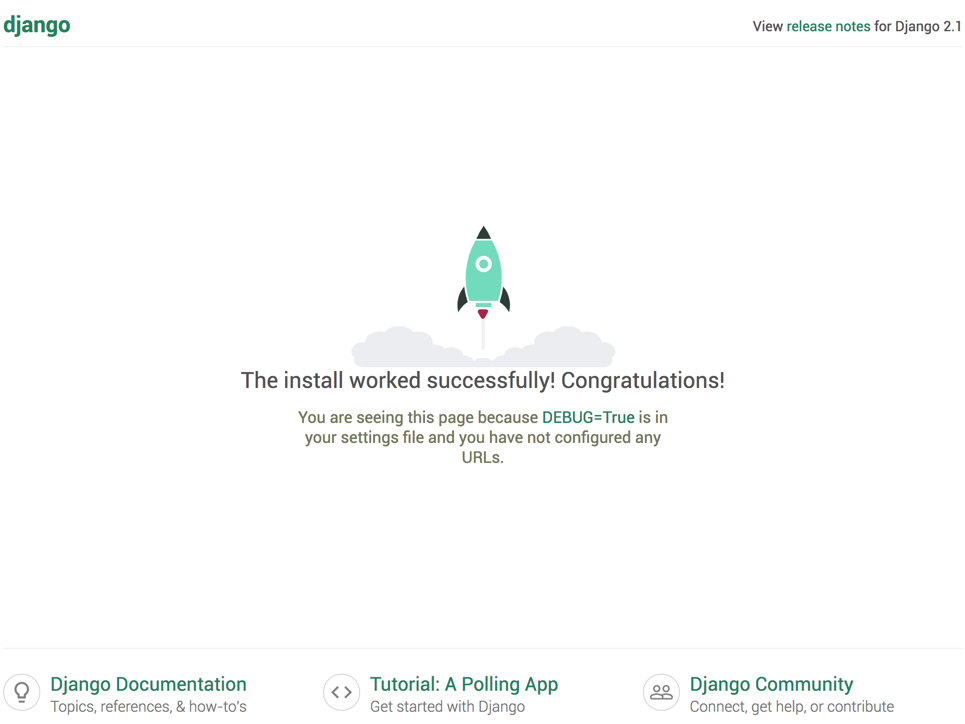 django
View release notes for Django 2.1
The install worked successfully! Congratulations!
You are seeing this page because DEBUG=True is in
your settings file and you have not configured any
URLs.
Django Documentation
Topics, references, & how-to's
Tutorial: A Polling App
Get started with Django
Django Community
Connect, get help, or contribute